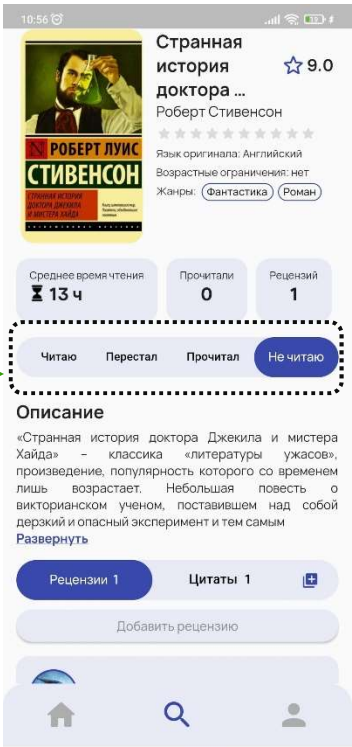 10:56
Странная
история
доктора ...
9.0
Роберт Стивенсон
Язык оригинала: Английский
Возрастные ограничения: нет
Жанры: Фантастика Роман
РОБЕРТ ЛУИС
СТИВЕНСОН
СТРАННАЯ ИСТОРИЯ
ДОКТОРА ДЖЕКИЛА
И МИСТЕРА ХАЙДА
Среднее время чтения
13 ч
Прочитали
0
Рецензий
1
Читаю Перестал Прочитал Не читаю
Описание
«Странная история доктора Джекила и мистера
Хайда» – классика «литературы ужасов»,
произведение, популярность которого со временем
лишь возрастает. Небольшая повесть о
викторианском ученом, поставившем над собой
дерзкий и опасный эксперимент и тем самым
Развернуть
Рецензии 1 Цитаты 1
Добавить рецензию